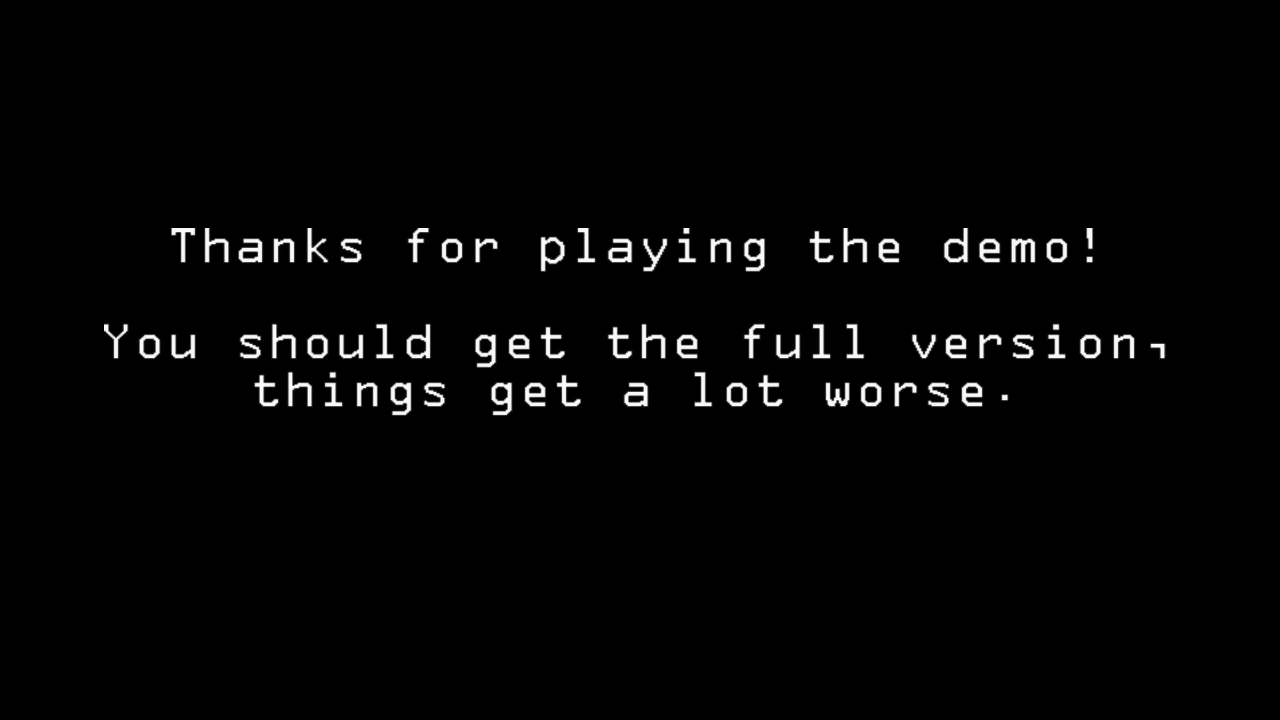 Thanks for playing the demo!
You should get the full version,
things get a lot worse.